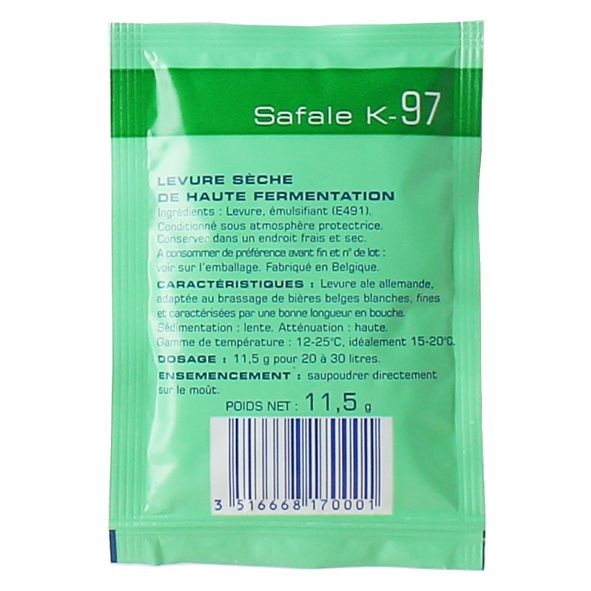 Safale K-97
LEVURE SÈCHE
DE HAUTE FERMENTATION
Ingrédients : Levure, émulsifiant (E491).
Conditionné sous atmosphère protectrice.
Conserver dans un endroit frais et sec.
A consommer de préférence avant fin et n° de lot :
voir sur l'emballage. Fabriqué en Belgique.
CARACTÉRISTIQUES : Levure ale allemande,
adaptée au brassage de bières belges blanches, fines
et caractérisées par une bonne longueur en bouche.
Sédimentation : lente. Atténuation : haute.
Gamme de température : 12-25°C, idéalement 15-20°C.
DOSAGE : 11,5 g pour 20 à 30 litres.
ENSEMENCEMENT : saupoudrer directement
sur le moût.
POIDS NET : 11,5 g
3 516668 170001